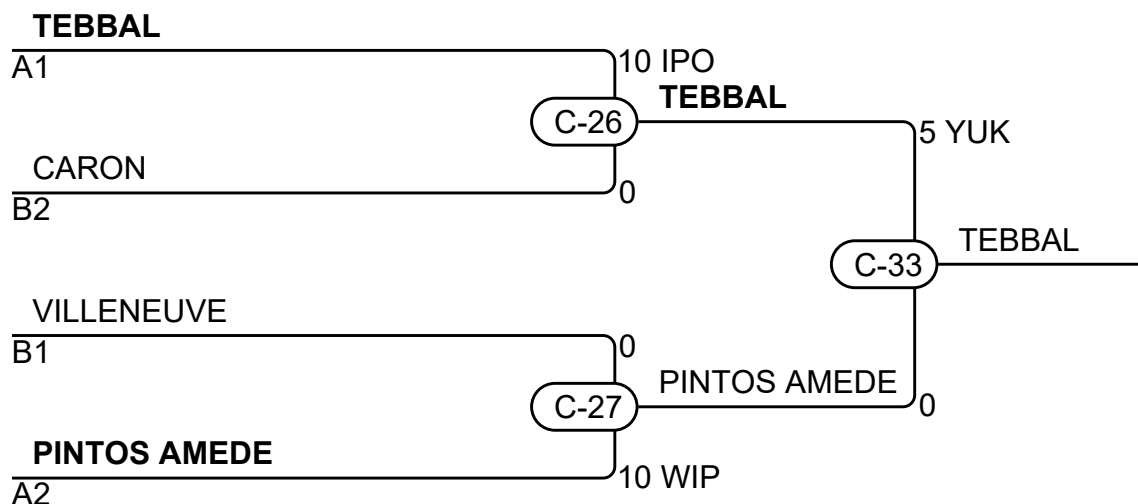 TEBBAL
A1
10 IPO
TEBBAL
C-26
5 YUK
CARON
B2
0
TEBBAL
C-33
VILLENEUVE
B1
0
PINTOS AMEDE
C-27
0
PINTOS AMEDE
A2
10 WIP